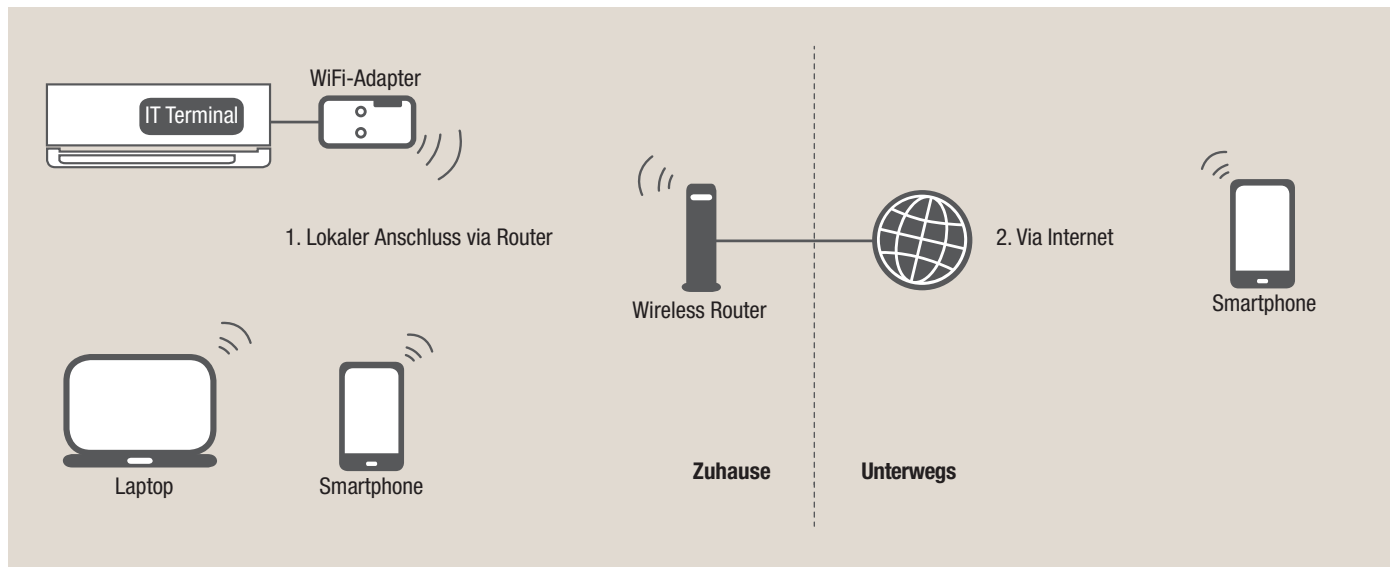 WiFi-Adapter
IT Terminal
1. Lokaler Anschluss via Router
2. Via Internet
Wireless Router
Smartphone
Laptop
Smartphone
Zuhause
Unterwegs